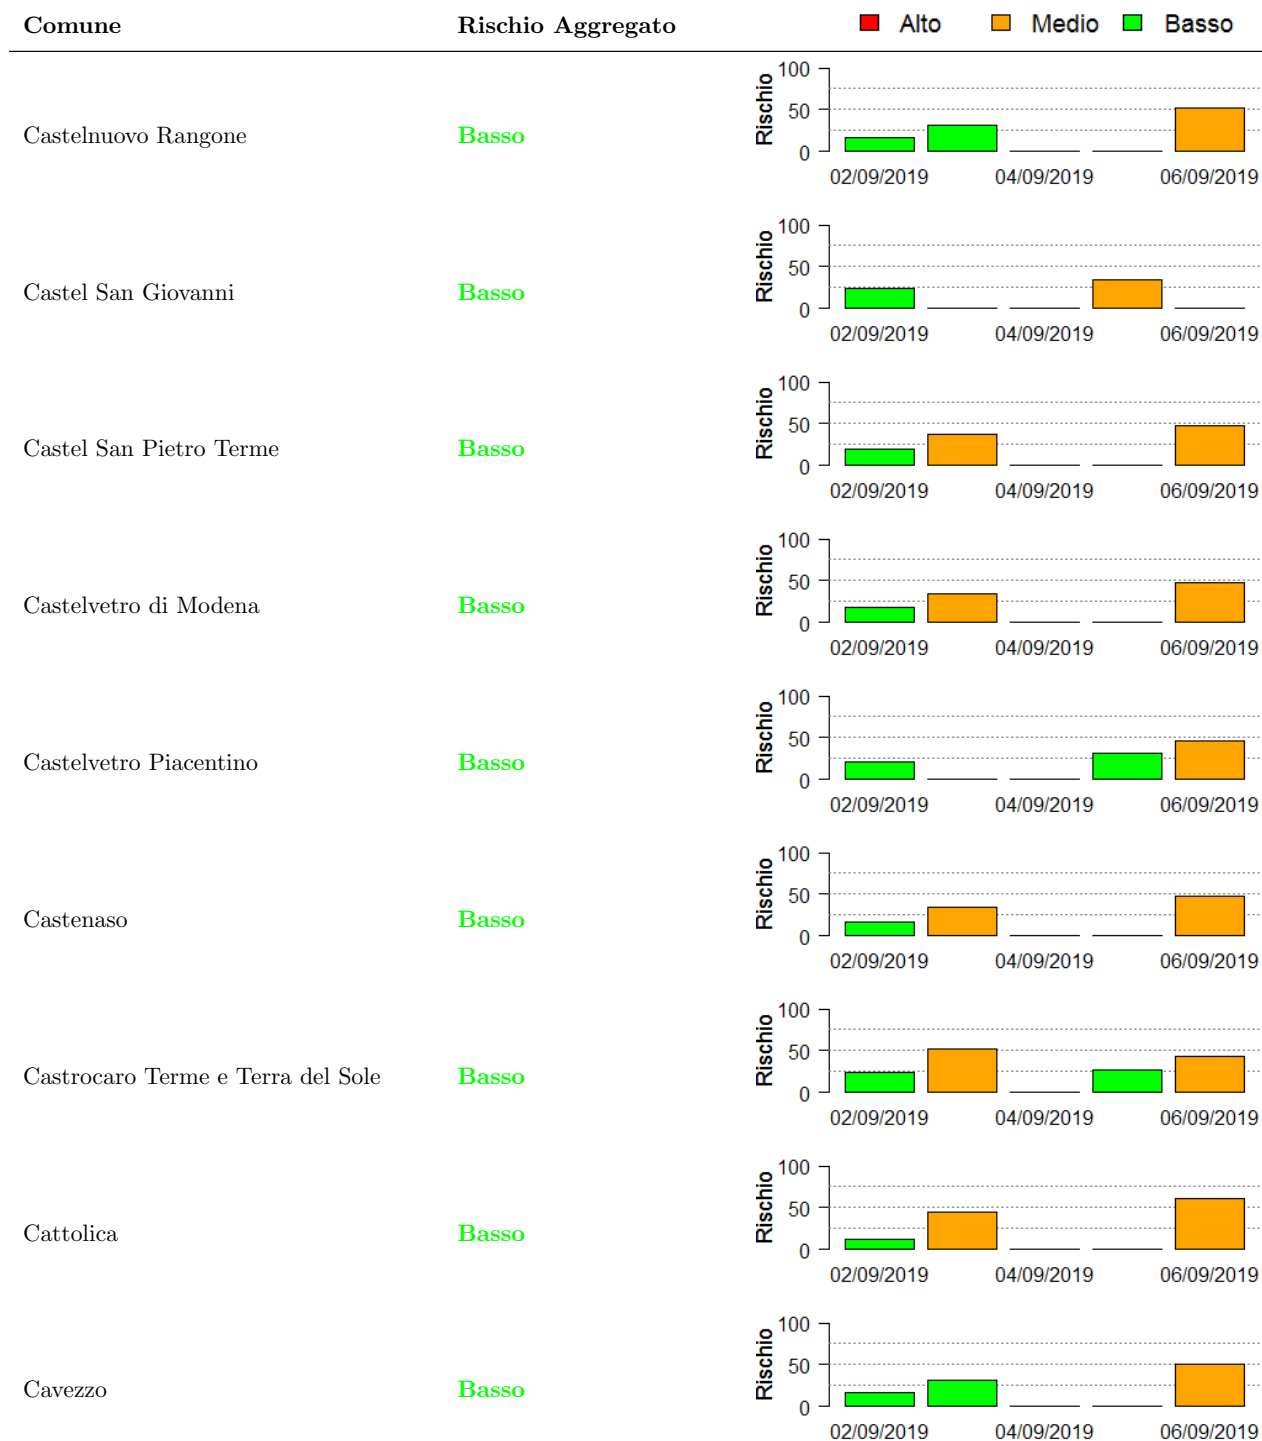 Comune Rischio Aggregato Alto Medio Basso
Castelnuovo Rangone Basso Rischio 100 50 0
02/09/2019 04/09/2019 06/09/2019
Castel San Giovanni Basso Rischio 100 50 0
02/09/2019 04/09/2019 06/09/2019
Castel San Pietro Terme Basso Rischio 100 50 0
02/09/2019 04/09/2019 06/09/2019
Castelvetro di Modena Basso Rischio 100 50 0
02/09/2019 04/09/2019 06/09/2019
Castelvetro Piacentino Basso Rischio 100 50 0
02/09/2019 04/09/2019 06/09/2019
Castenaso Basso Rischio 100 50 0
02/09/2019 04/09/2019 06/09/2019
Castrocaro Terme e Terra del Sole Basso Rischio 100 50 0
02/09/2019 04/09/2019 06/09/2019
Cattolica Basso Rischio 100 50 0
02/09/2019 04/09/2019 06/09/2019
Cavezzo Basso Rischio 100 50 0
02/09/2019 04/09/2019 06/09/2019